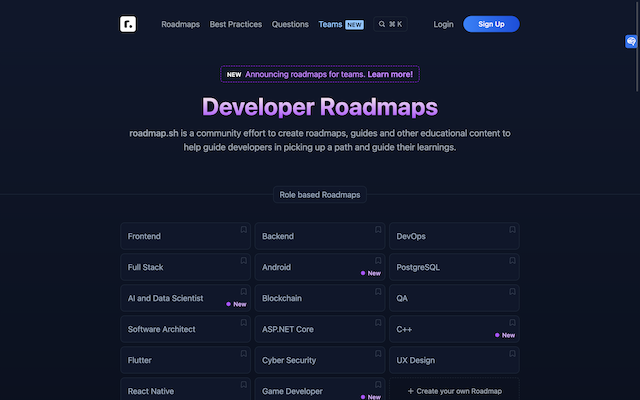 r.
Roadmaps Best Practices Questions Teams NEW ⌘ K Login Sign Up
NEW Announcing roadmaps for teams. Learn more!
Developer Roadmaps
roadmap.sh is a community effort to create roadmaps, guides and other educational content to
help guide developers in picking up a path and guide their learnings.
Role based Roadmaps
Frontend Backend DevOps
Full Stack Android New PostgreSQL
AI and Data Scientist New Blockchain QA
Software Architect ASP.NET Core C++ New
Flutter Cyber Security UX Design
React Native Game Developer New + Create your own Roadmap